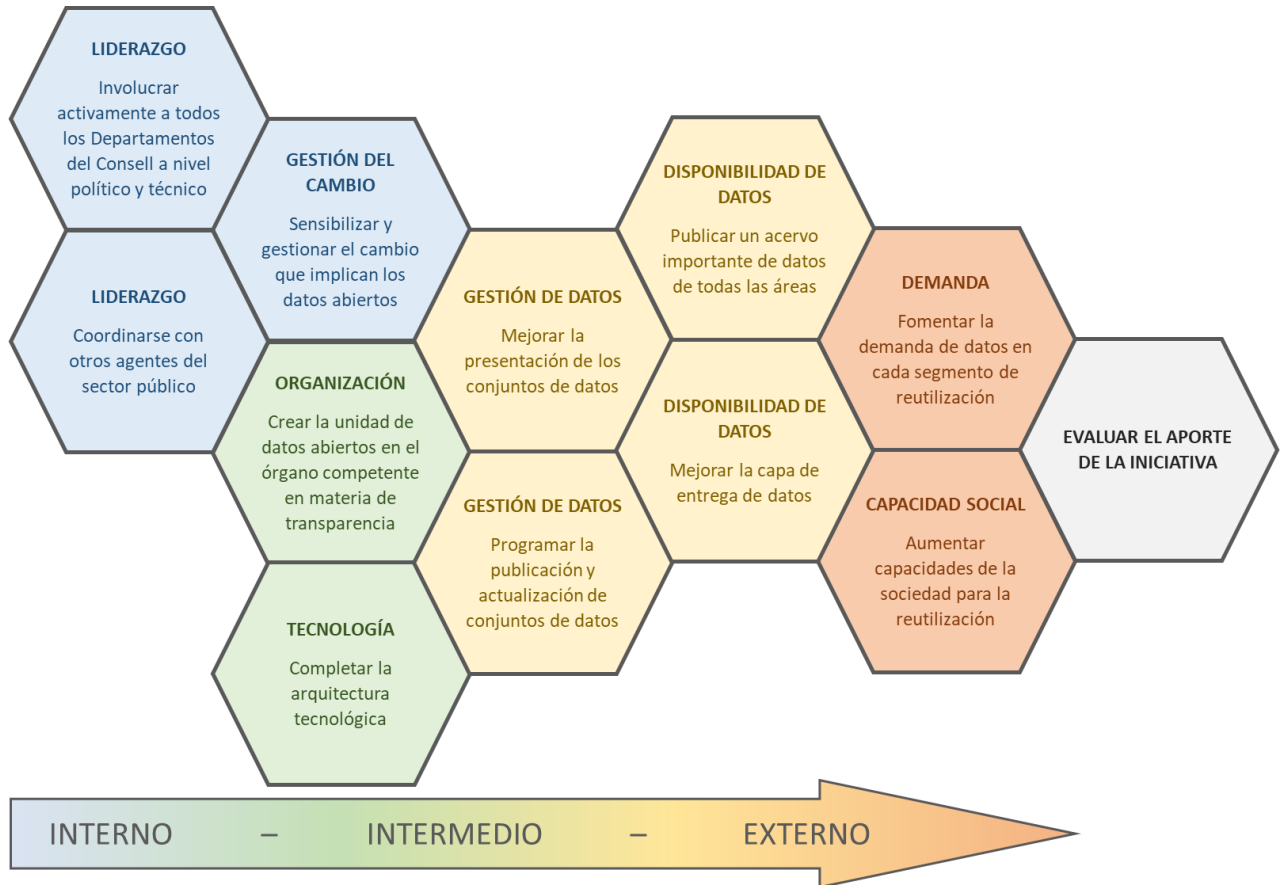 LIDERAZGO
Involucrar
activamente a todos
los Departamentos
del Consell a nivel
político y técnico
LIDERAZGO
Coordinarse con
otros agentes del
sector público
GESTIÓN DEL
CAMBIO
Sensibilizar y
gestionar el cambio
que implican los
datos abiertos
ORGANIZACIÓN
Crear la unidad de
datos abiertos en el
órgano competente
en materia de
transparencia
TECNOLOGÍA
Completar la
arquitectura
tecnológica
GESTIÓN DE DATOS
Mejorar la
presentación de los
conjuntos de datos
GESTIÓN DE DATOS
Programar la
publicación y
actualización de
conjuntos de datos
DISPONIBILIDAD DE
DATOS
Publicar un acervo
importante de datos
de todas las áreas
DISPONIBILIDAD DE
DATOS
Mejorar la capa de
entrega de datos
DEMANDA
Fomentar la
demanda de datos en
cada segmento de
reutilización
CAPACIDAD SOCIAL
Aumentar
capacidades de la
sociedad para la
reutilización
EVALUAR EL APORTE
DE LA INICIATIVA
INTERNO – INTERMEDIO – EXTERNO